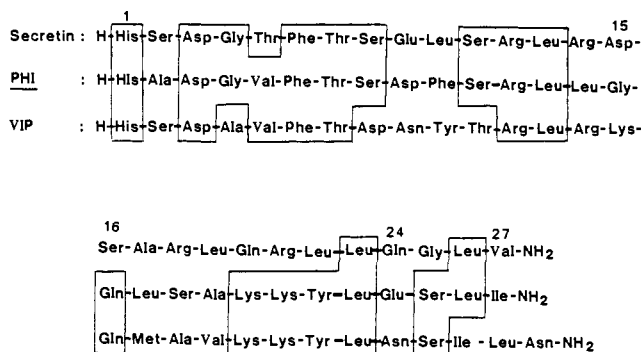 1 15
Secretin : H-His-Ser-Asp-Gly-Thr-Phe-Thr-Ser-Glu-Leu-Ser-Arg-Leu-Arg-Asp-
PHI : H-HIs-Ala-Asp-Gly-Val-Phe-Thr-Ser-Asp-Phe-Ser-Arg-Leu-Leu-Gly-
VIP : H-His-Ser-Asp-Ala-Val-Phe-Thr-Asp-Asn-Tyr-Thr-Arg-Leu-Arg-Lys-
16 24 27
Ser-Ala-Arg-Leu-Gln-Arg-Leu-Leu-Gln-Gly-Leu-Val-NH2
Gln-Leu-Ser-Ala-Lys-Lys-Tyr-Leu-Glu-Ser-Leu-Ile-NH2
Gln-Met-Ala-Val-Lys-Lys-Tyr-Leu-Asn-Ser-Ile-Leu-Asn-NH2